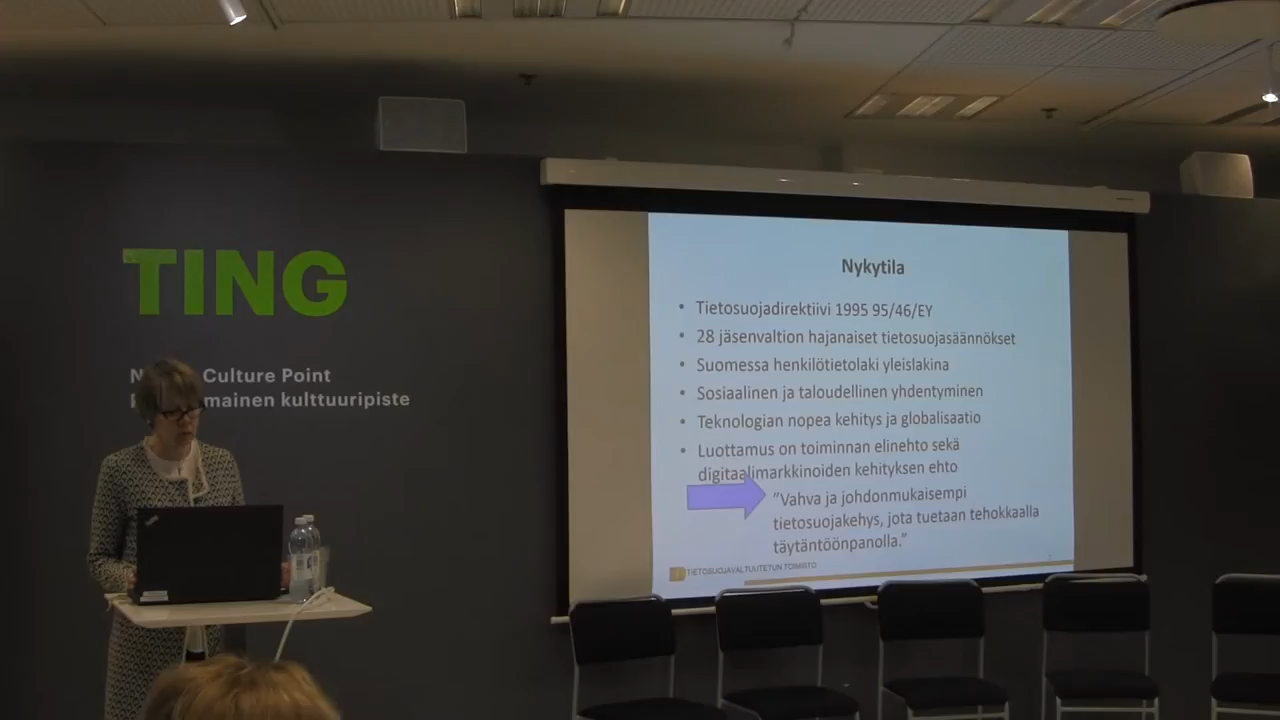 TING
Culture Point
mainen kulttuuripiste
Nykytila
• Tietosuojadirektiivi 1995 95/46/EY
• 28 jäsenvaltion hajanaiset tietosuojasäännökset
• Suomessa henkilötietolaki yleislakina
• Sosiaalinen ja taloudellinen yhdentyminen
• Teknologian nopea kehitys ja globalisaatio
• Luottamus on toiminnan elinehto sekä
digitaalimarkkinoiden kehityksen ehto
"Vahva ja johdonmukaisempi
tietosuojakehys, jota tuetaan tehokkaalla
täytäntöönpanolla."
TIETOSUOJAVALTUUTETUN TOIMISTO